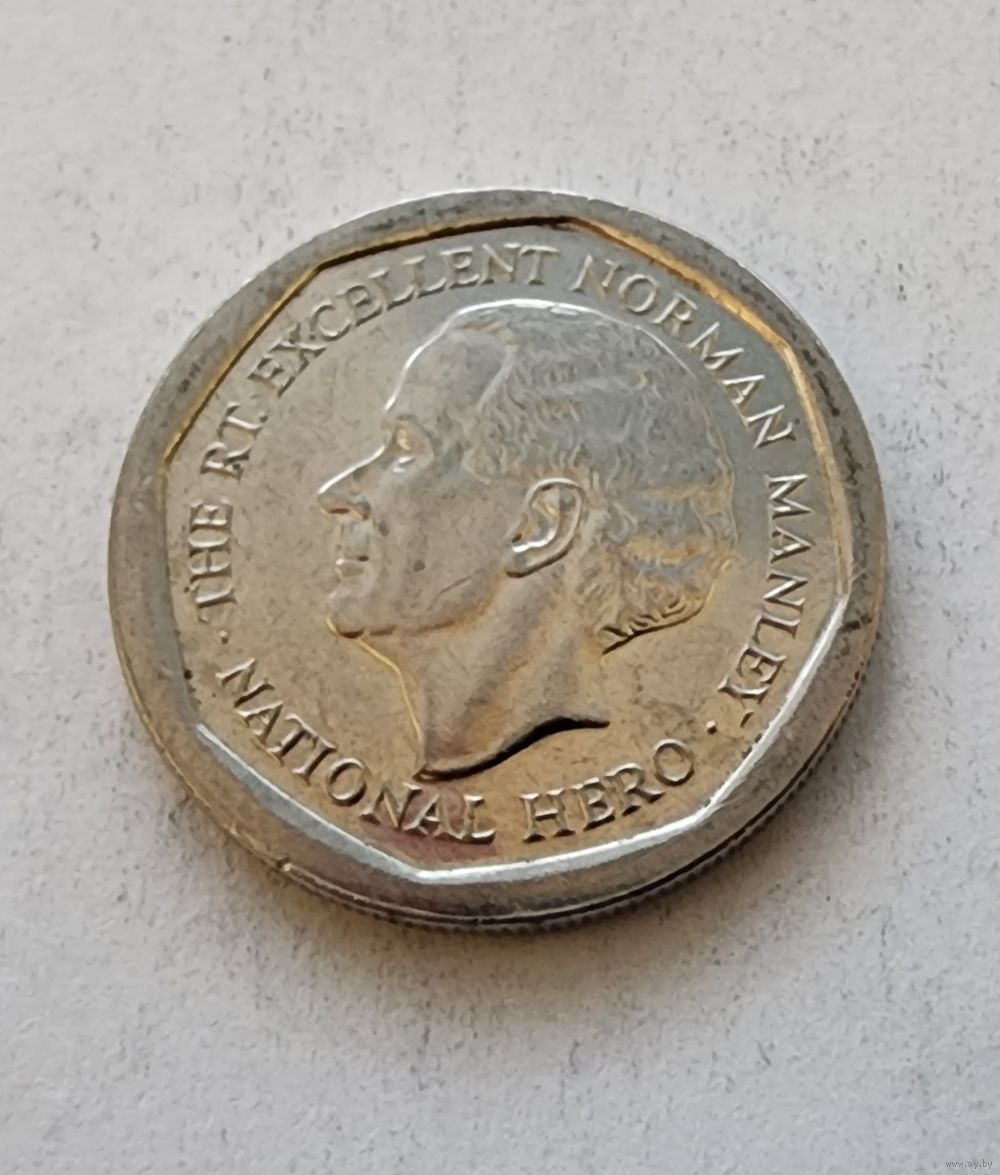 · THE RT. EXCELLENT NORMAN MANLEY ·
NATIONAL HERO
www.ay.by